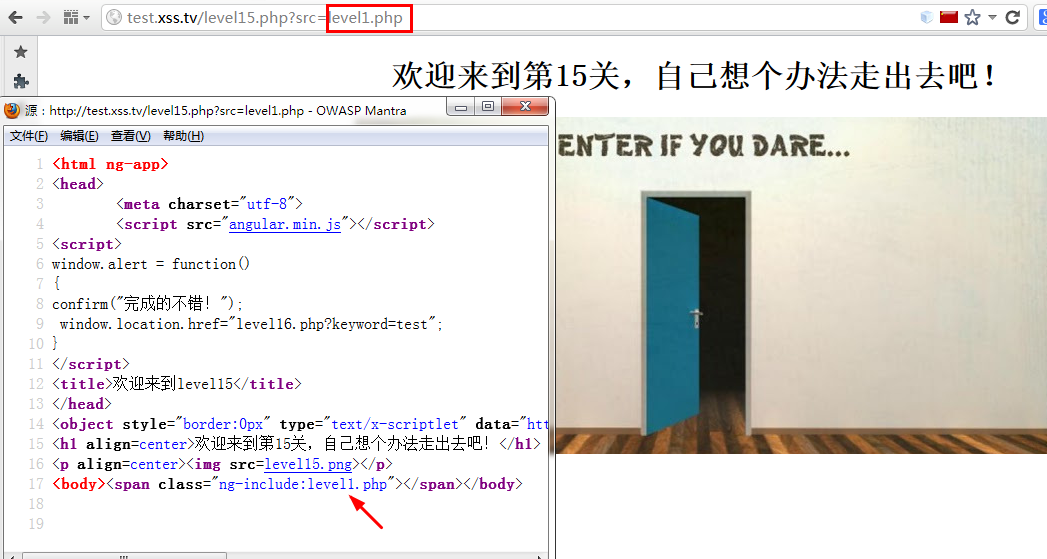 test.xss.tv/level15.php?src=level1.php
欢迎来到第15关，自己想个办法走出去吧！
源：http://test.xss.tv/level15.php?src=level1.php - OWASP Mantra
文件(F) 编辑(E) 查看(V) 帮助(H)
ENTER IF YOU DARE...
1 <html ng-app>
2 <head>
3 <meta charset="utf-8">
4 <script src="angular.min.js"></script>
5 <script>
6 window.alert = function()
7 {
8 confirm("完成的不错！");
9 window.location.href="level16.php?keyword=test";
10 }
11 </script>
12 <title>欢迎来到level15</title>
13 </head>
14 <object style="border:0px" type="text/x-scriptlet" data="htt
15 <h1 align=center>欢迎来到第15关，自己想个办法走出去吧！</h1>
16 <p align=center><img src=level15.png></p>
17 <body><span class="ng-include:level1.php"></span></body>
18
19